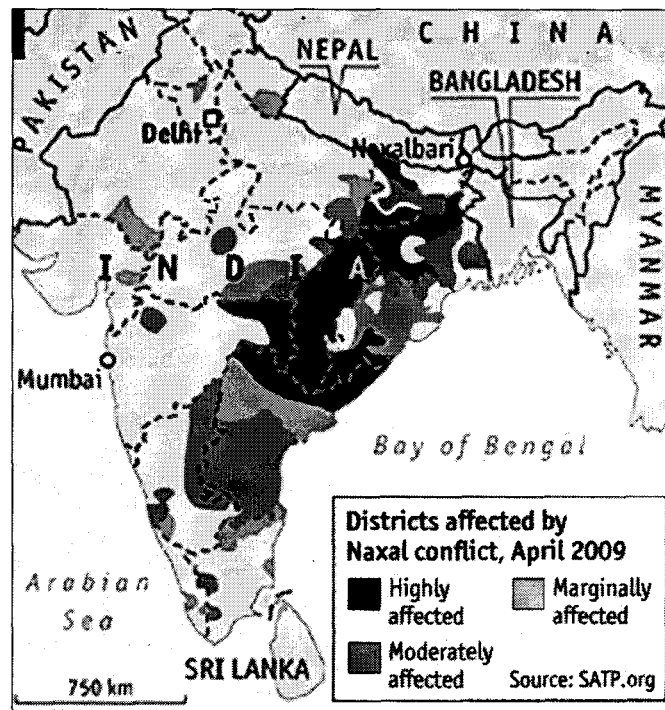 CHINA
PAKISTAN
NEPAL
BANGLADESH
Delhi
Naxalbari
MYANMAR
INDIA
Mumbai
Bay of Bengal
Arabian
Sea
SRI LANKA
750 km
Districts affected by
Naxal conflict, April 2009
Highly
affected
Marginally
affected
Moderately
affected
Source: SATP.org